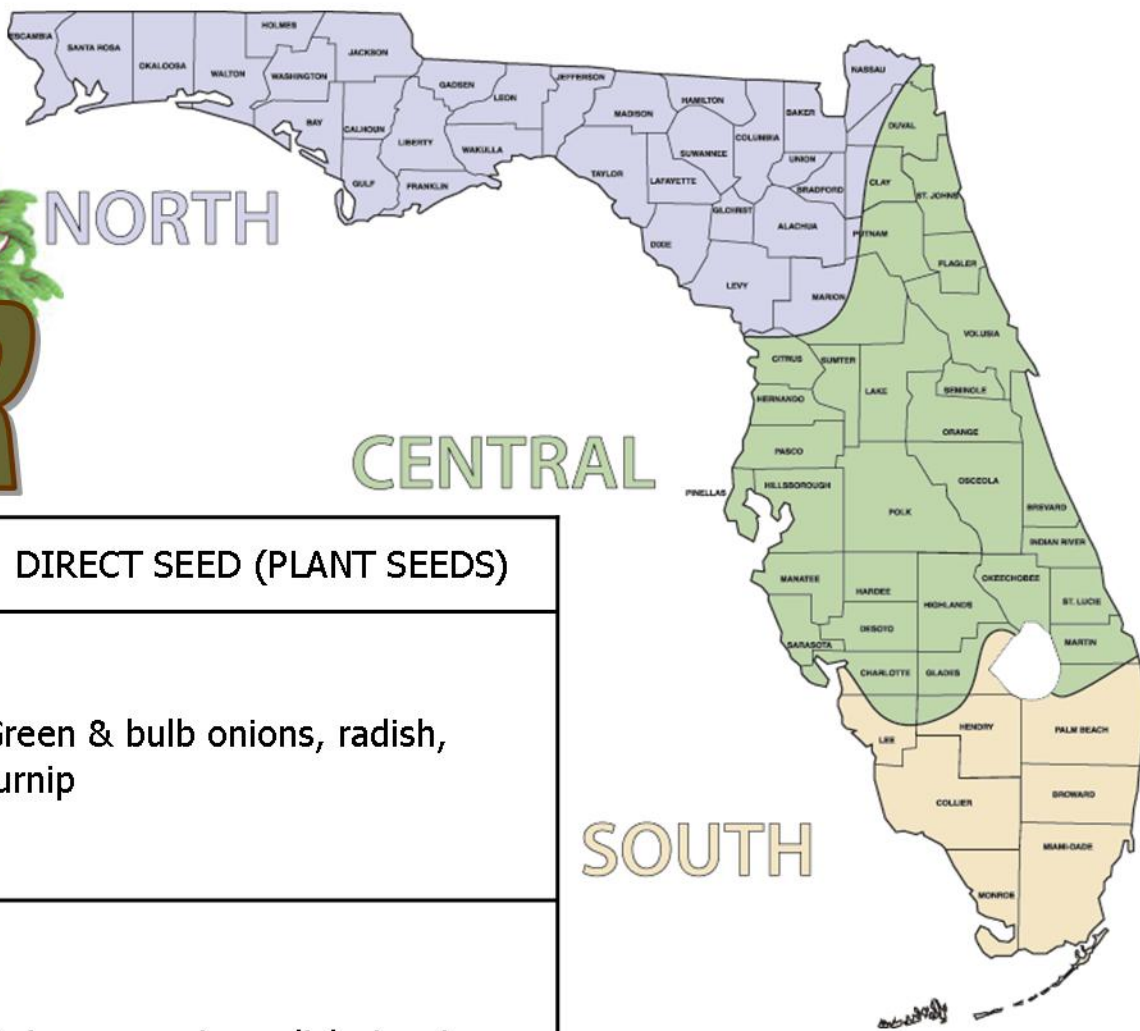 ESCAMBIA
SANTA ROSA
OKALOOSA
WALTON
HOLMES
WASHINGTON
JACKSON
BAY
CALHOUN
GULF
LIBERTY
GADSEN
FRANKLIN
LEON
WAKULLA
JEFFERSON
MADISON
TAYLOR
HAMILTON
SUWANNEE
LAFAYETTE
DIXIE
COLUMBIA
GILCHRIST
LEVY
BAKER
UNION
BRADFORD
ALACHUA
MARION
NASSAU
DUVAL
CLAY
ST. JOHNS
PUTNAM
FLAGLER
NORTH
VOLUSIA
CITRUS
SUMTER
LAKE
SEMINOLE
HERNANDO
ORANGE
PASCO
CENTRAL
HILLSBOROUGH
PINELLAS
OSCEOLA
POLK
BREVARD
INDIAN RIVER
MANATEE
HARDEE
HIGHLANDS
OKEECHOBEE
ST. LUCIE
DESOTO
SARASOTA
MARTIN
CHARLOTTE
GLADES
LEE
HENDRY
PALM BEACH
COLLIER
BROWARD
SOUTH
MIAMI-DADE
MONROE
DIRECT SEED (PLANT SEEDS)
Green & bulb onions, radish,
turnip